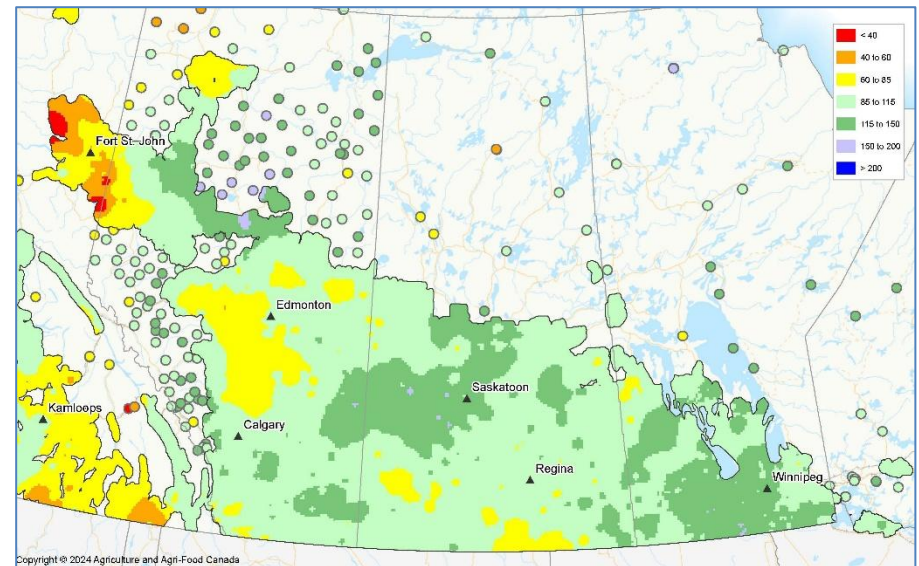 < 40
40 to 60
60 to 85
85 to 115
115 to 150
150 to 200
> 200
Fort St. John
Edmonton
Saskatoon
Kamloops
Calgary
Regina
Winnipeg
Copyright © 2024 Agriculture and Agri-Food Canada